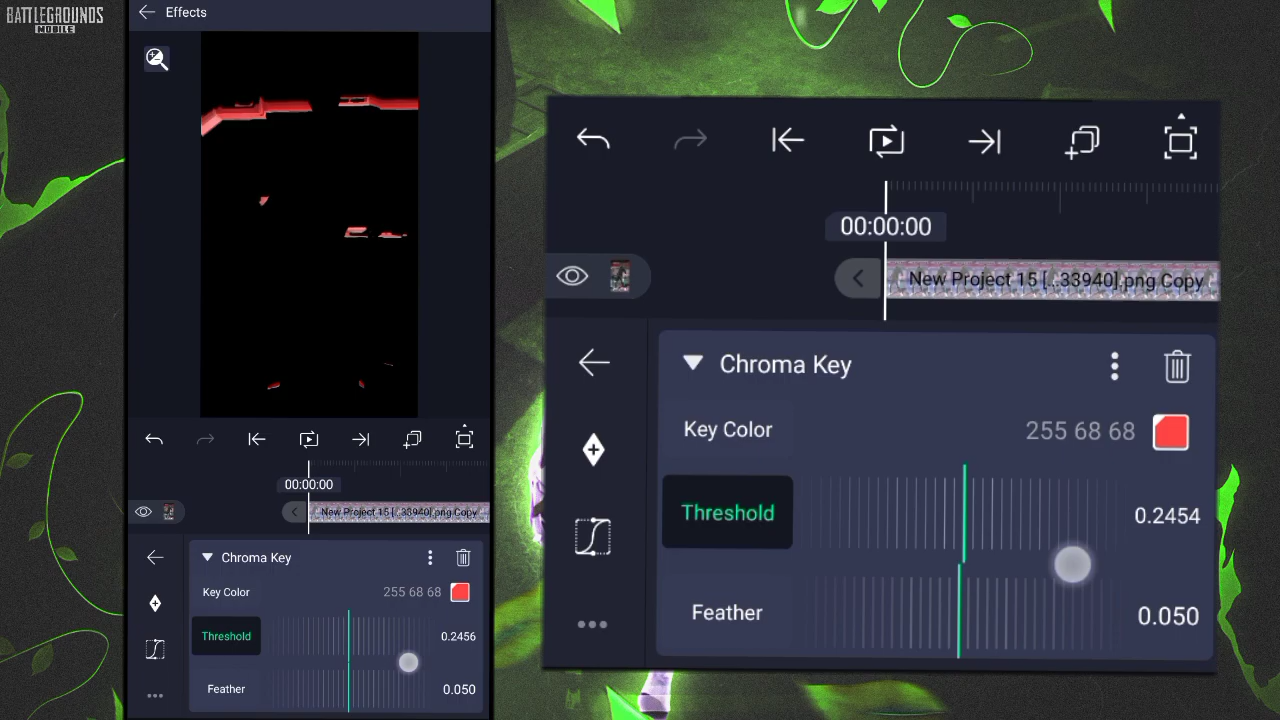 BATTLEGROUNDS
MOBILE
Effects
00:00:00
New Project 15 [...33940].png Copy
Chroma Key
Key Color
255 68 68
Threshold
0.2456
Feather
0.050
00:00:00
New Project 15 [...33940].png Copy
Chroma Key
Key Color
255 68 68
Threshold
0.2454
Feather
0.050